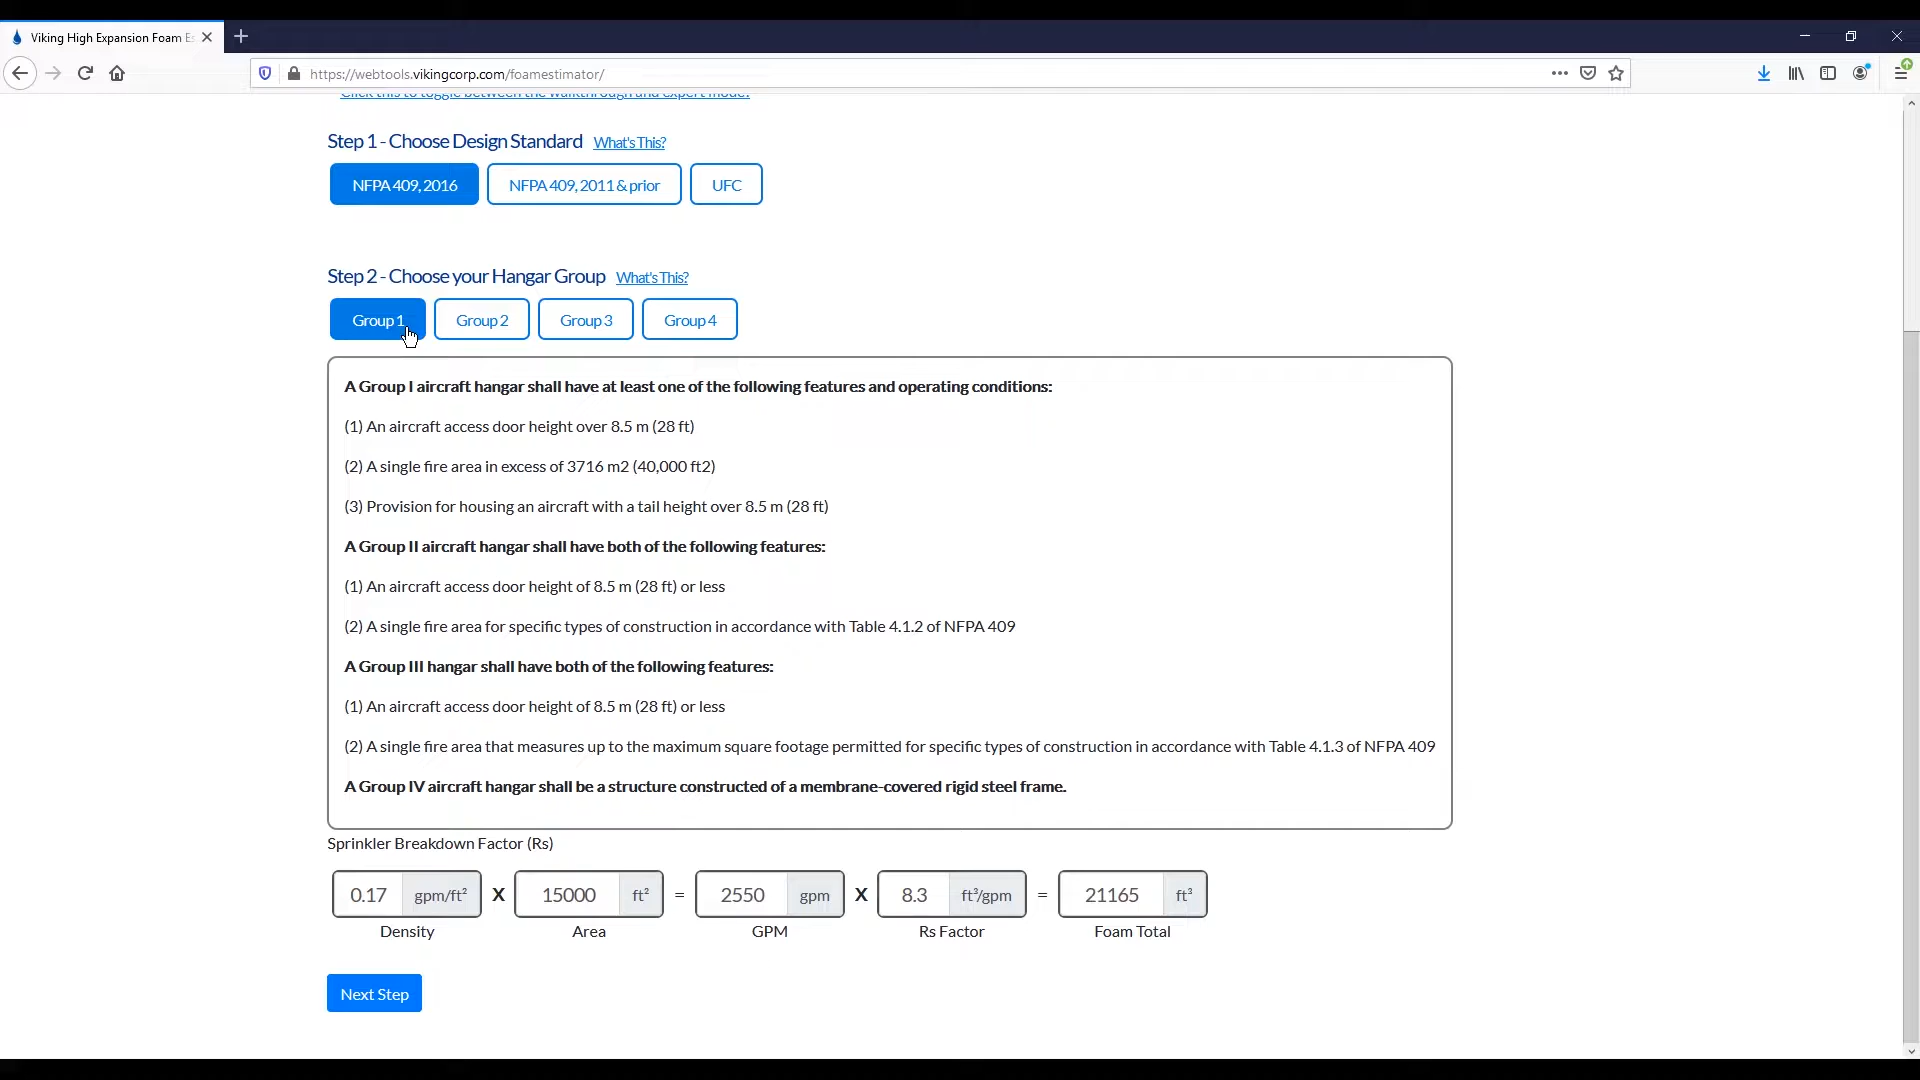 Viking High Expansion Foam Es
https://webtools.vikingcorp.com/foamestimator/
Click this to toggle between the walkthrough and expert mode.
Step 1 - Choose Design Standard What's This?
NFPA 409, 2016 NFPA 409, 2011 & prior UFC
Step 2 - Choose your Hangar Group What's This?
Group 1 Group 2 Group 3 Group 4
A Group I aircraft hangar shall have at least one of the following features and operating conditions:
(1) An aircraft access door height over 8.5 m (28 ft)
(2) A single fire area in excess of 3716 m2 (40,000 ft2)
(3) Provision for housing an aircraft with a tail height over 8.5 m (28 ft)
A Group II aircraft hangar shall have both of the following features:
(1) An aircraft access door height of 8.5 m (28 ft) or less
(2) A single fire area for specific types of construction in accordance with Table 4.1.2 of NFPA 409
A Group III hangar shall have both of the following features:
(1) An aircraft access door height of 8.5 m (28 ft) or less
(2) A single fire area that measures up to the maximum square footage permitted for specific types of construction in accordance with Table 4.1.3 of NFPA 409
A Group IV aircraft hangar shall be a structure constructed of a membrane-covered rigid steel frame.
Sprinkler Breakdown Factor (Rs)
0.17 gpm/ft² X 15000 ft² = 2550 gpm X 8.3 ft³/gpm = 21165 ft³
Density Area GPM Rs Factor Foam Total
Next Step